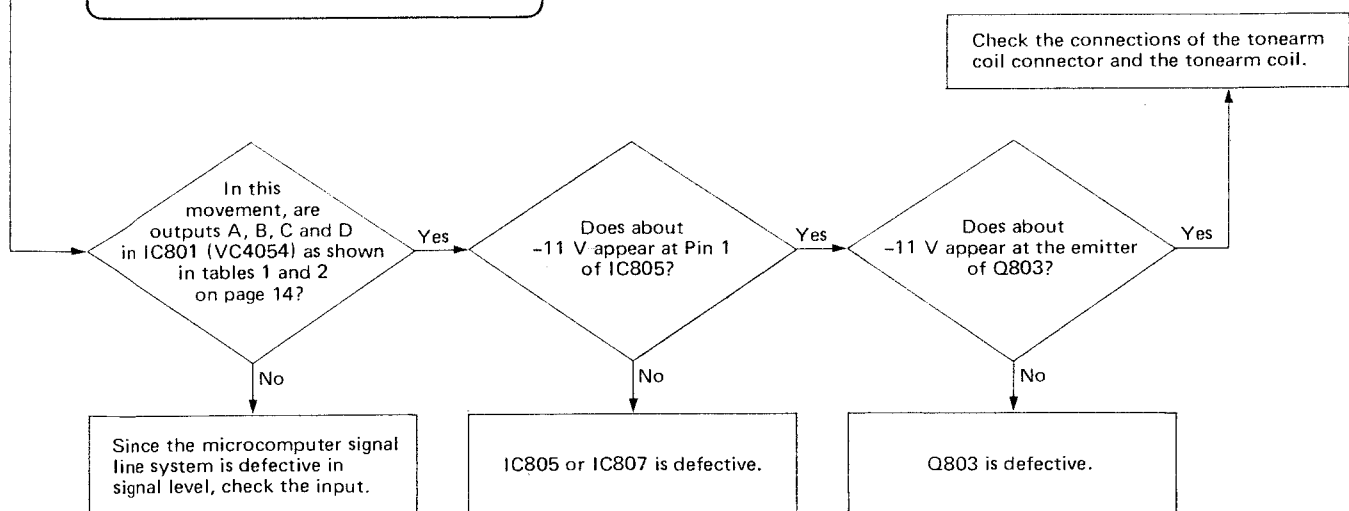 Check the connections of the tonearm
coil connector and the tonearm coil.
In this
movement, are
outputs A, B, C and D
in IC801 (VC4054) as shown
in tables 1 and 2
on page 14?
Yes
Does about
-11 V appear at Pin 1
of IC805?
Yes
Does about
-11 V appear at the emitter
of Q803?
Yes
No
No
No
Since the microcomputer signal
line system is defective in
signal level, check the input.
IC805 or IC807 is defective.
Q803 is defective.